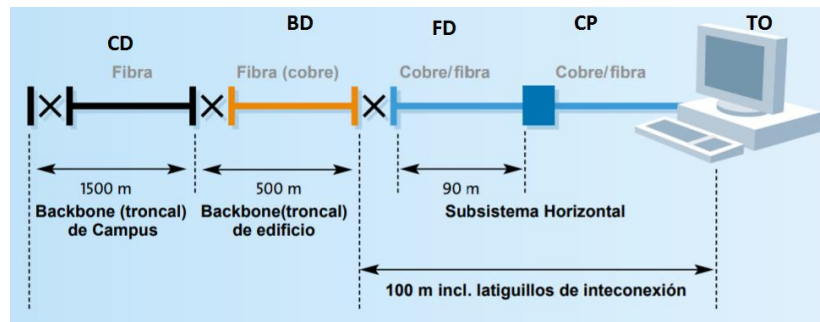 CD BD FD CP TO
Fibra Fibra (cobre) Cobre/fibra Cobre/fibra
1500 m 500 m 90 m
Backbone (troncal) Backbone(troncal) Subsistema Horizontal
de Campus de edificio
100 m incl. latiguillos de inteconexión